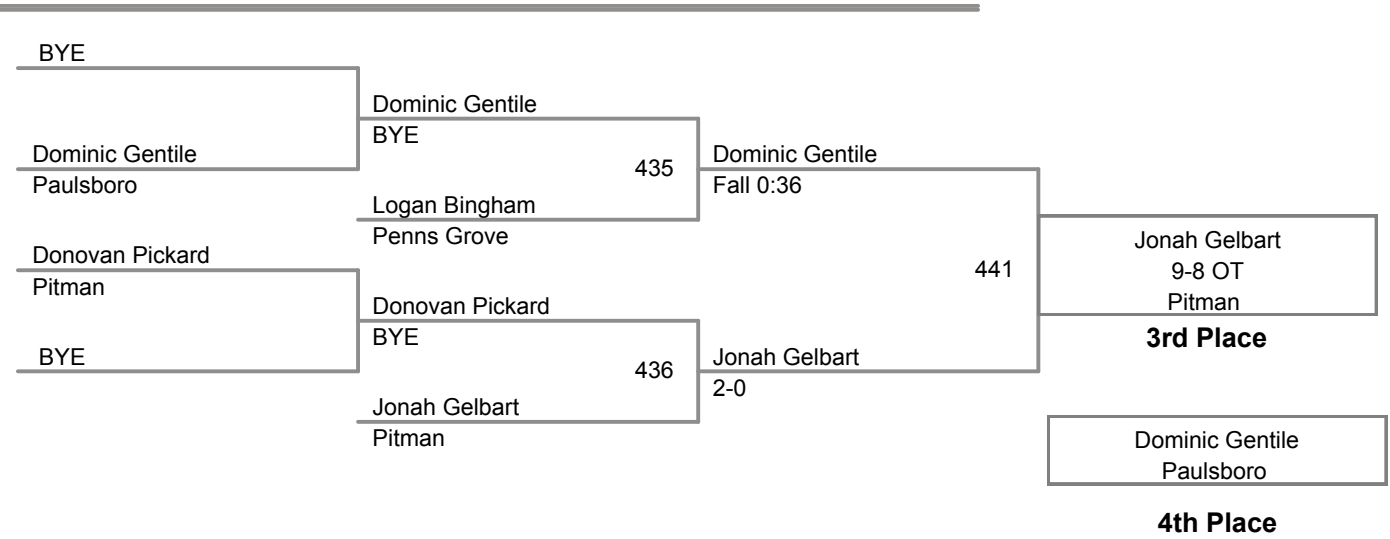 BYE
Dominic Gentile
Paulsboro
Donovan Pickard
Pitman
BYE
Dominic Gentile
BYE
435
Logan Bingham
Penns Grove
Donovan Pickard
BYE
436
Jonah Gelbart
Pitman
Dominic Gentile
Fall 0:36
441
Jonah Gelbart
2-0
Jonah Gelbart
9-8 OT
Pitman
3rd Place
Dominic Gentile
Paulsboro
4th Place